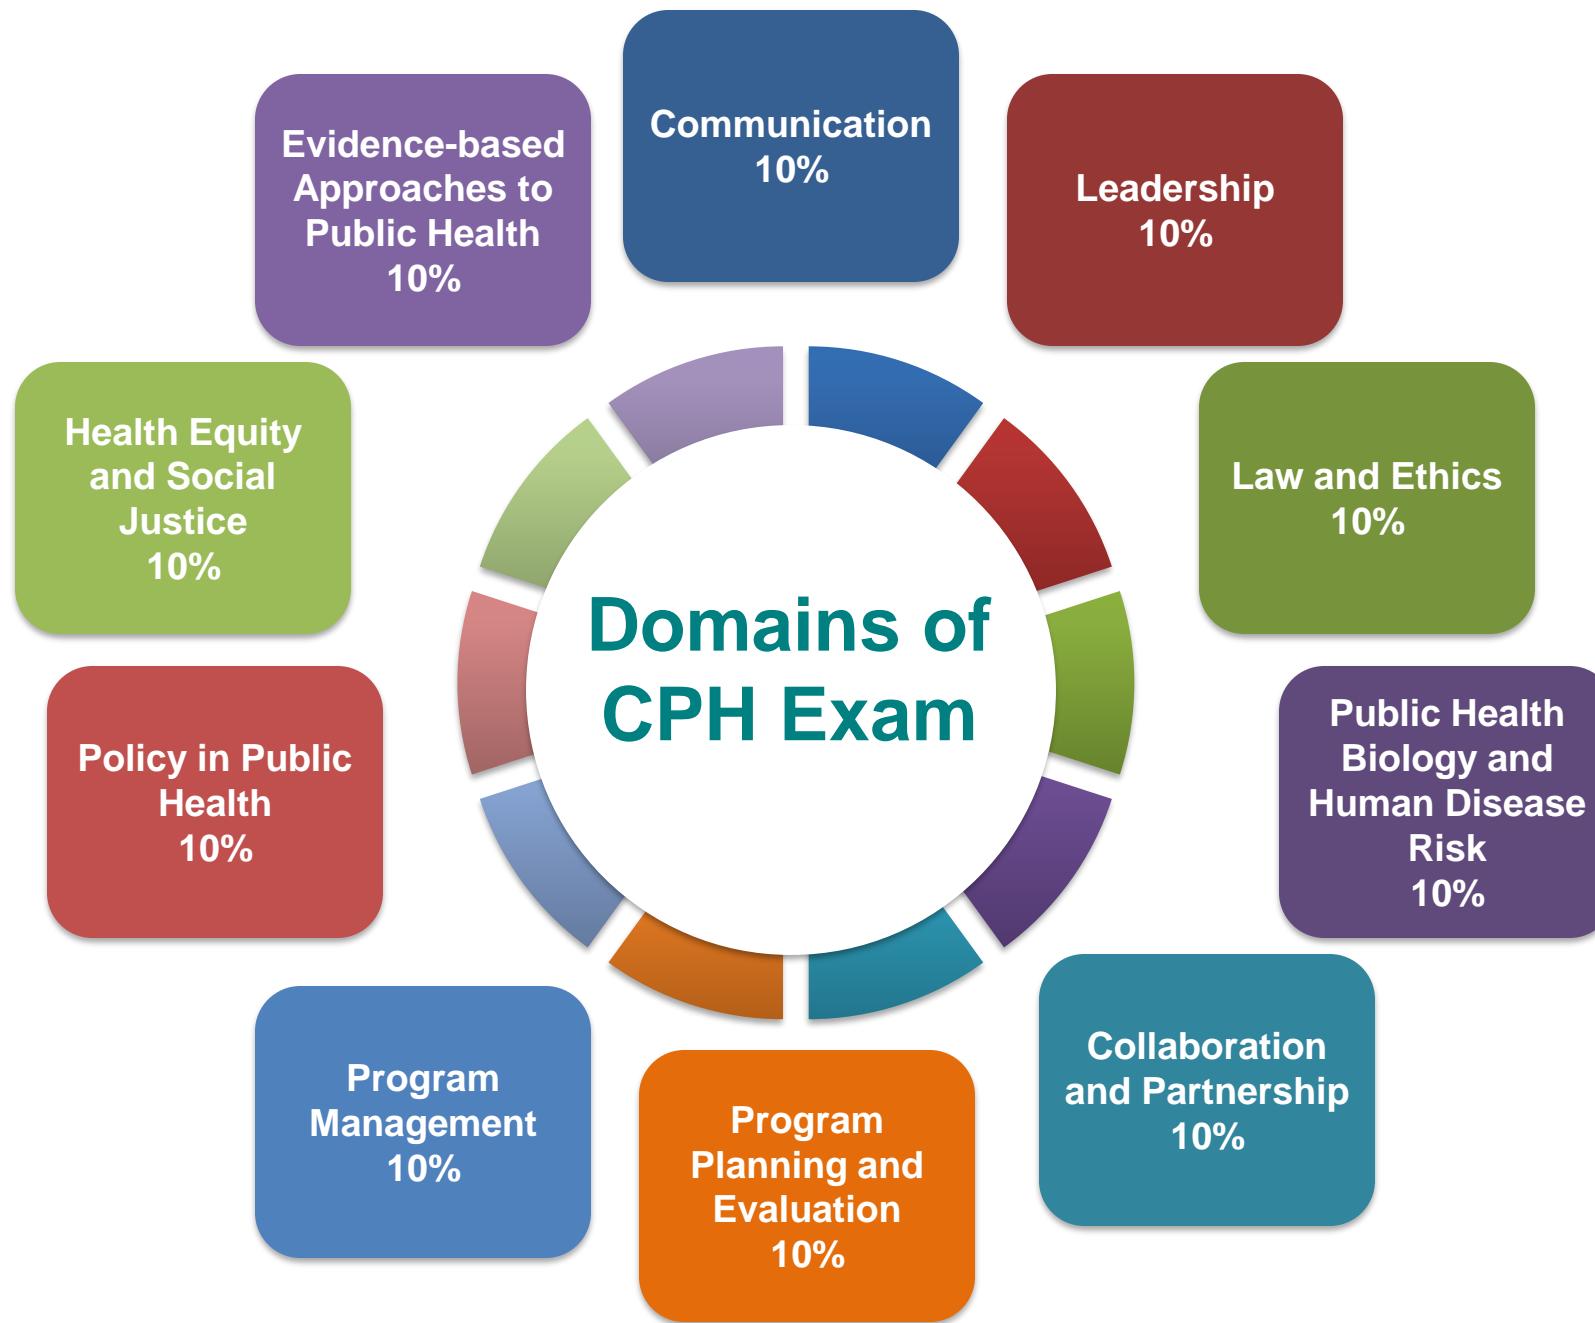 Communication
10%
Leadership
10%
Law and Ethics
10%
Public Health
Biology and
Human Disease
Risk
10%
Collaboration
and Partnership
10%
Program
Planning and
Evaluation
10%
Program
Management
10%
Policy in Public
Health
10%
Health Equity
and Social
Justice
10%
Evidence-based
Approaches to
Public Health
10%
Domains of
CPH Exam